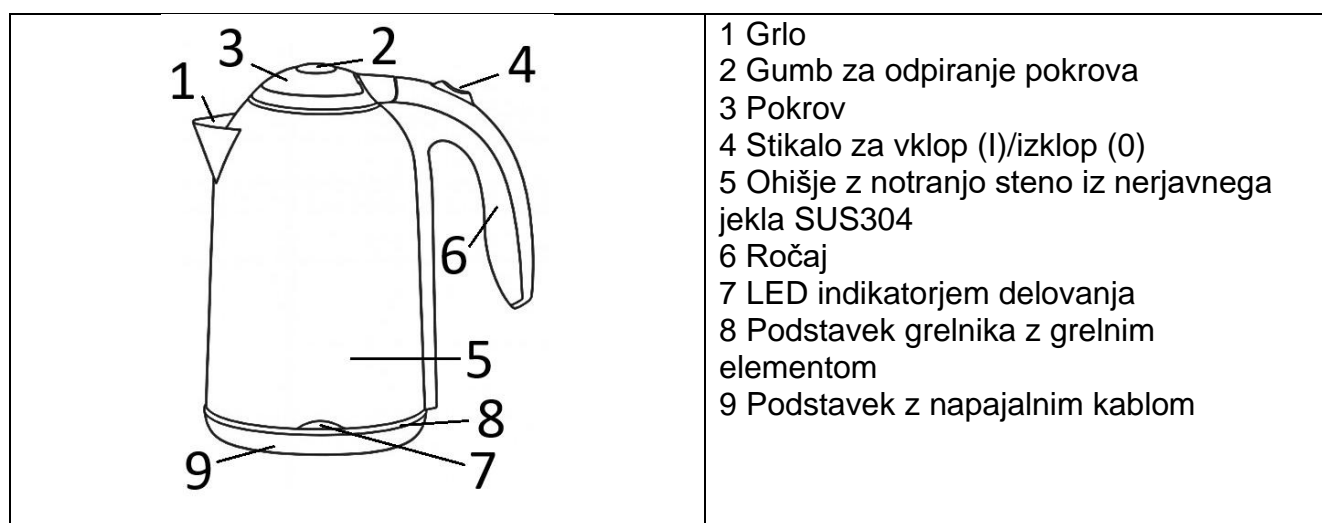 1
2
3
4
5
6
7
8
9
1 Grlo
2 Gumb za odpiranje pokrova
3 Pokrov
4 Stikalo za vklop (I)/izklop (0)
5 Ohišje z notranjo steno iz nerjavnega
jekla SUS304
6 Ročaj
7 LED indikatorjem delovanja
8 Podstavek grelnika z grelnim
elementom
9 Podstavek z napajalnim kablom